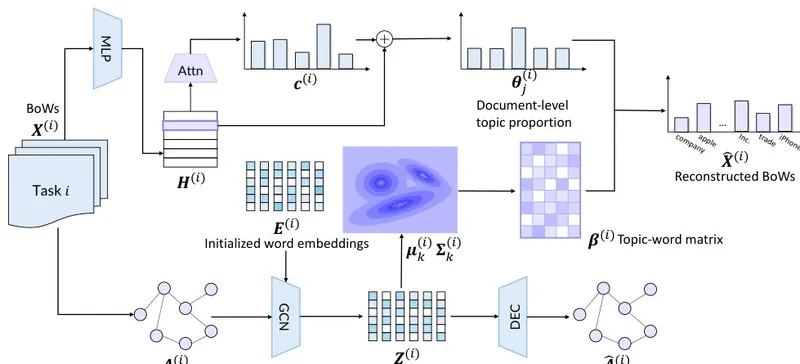 MLP
Attn
c^(i)
+
θ_j^(i)
Document-level
topic proportion
BoWs
X^(i)
Task i
H^(i)
company
apple
...
Inc.
trade
iPhone
X̂^(i)
Reconstructed BoWs
E^(i)
Initialized word embeddings
μ_k^(i) Σ_k^(i)
β^(i) Topic-word matrix
GCN
DEC
A^(i)
Z^(i)
Â^(i)